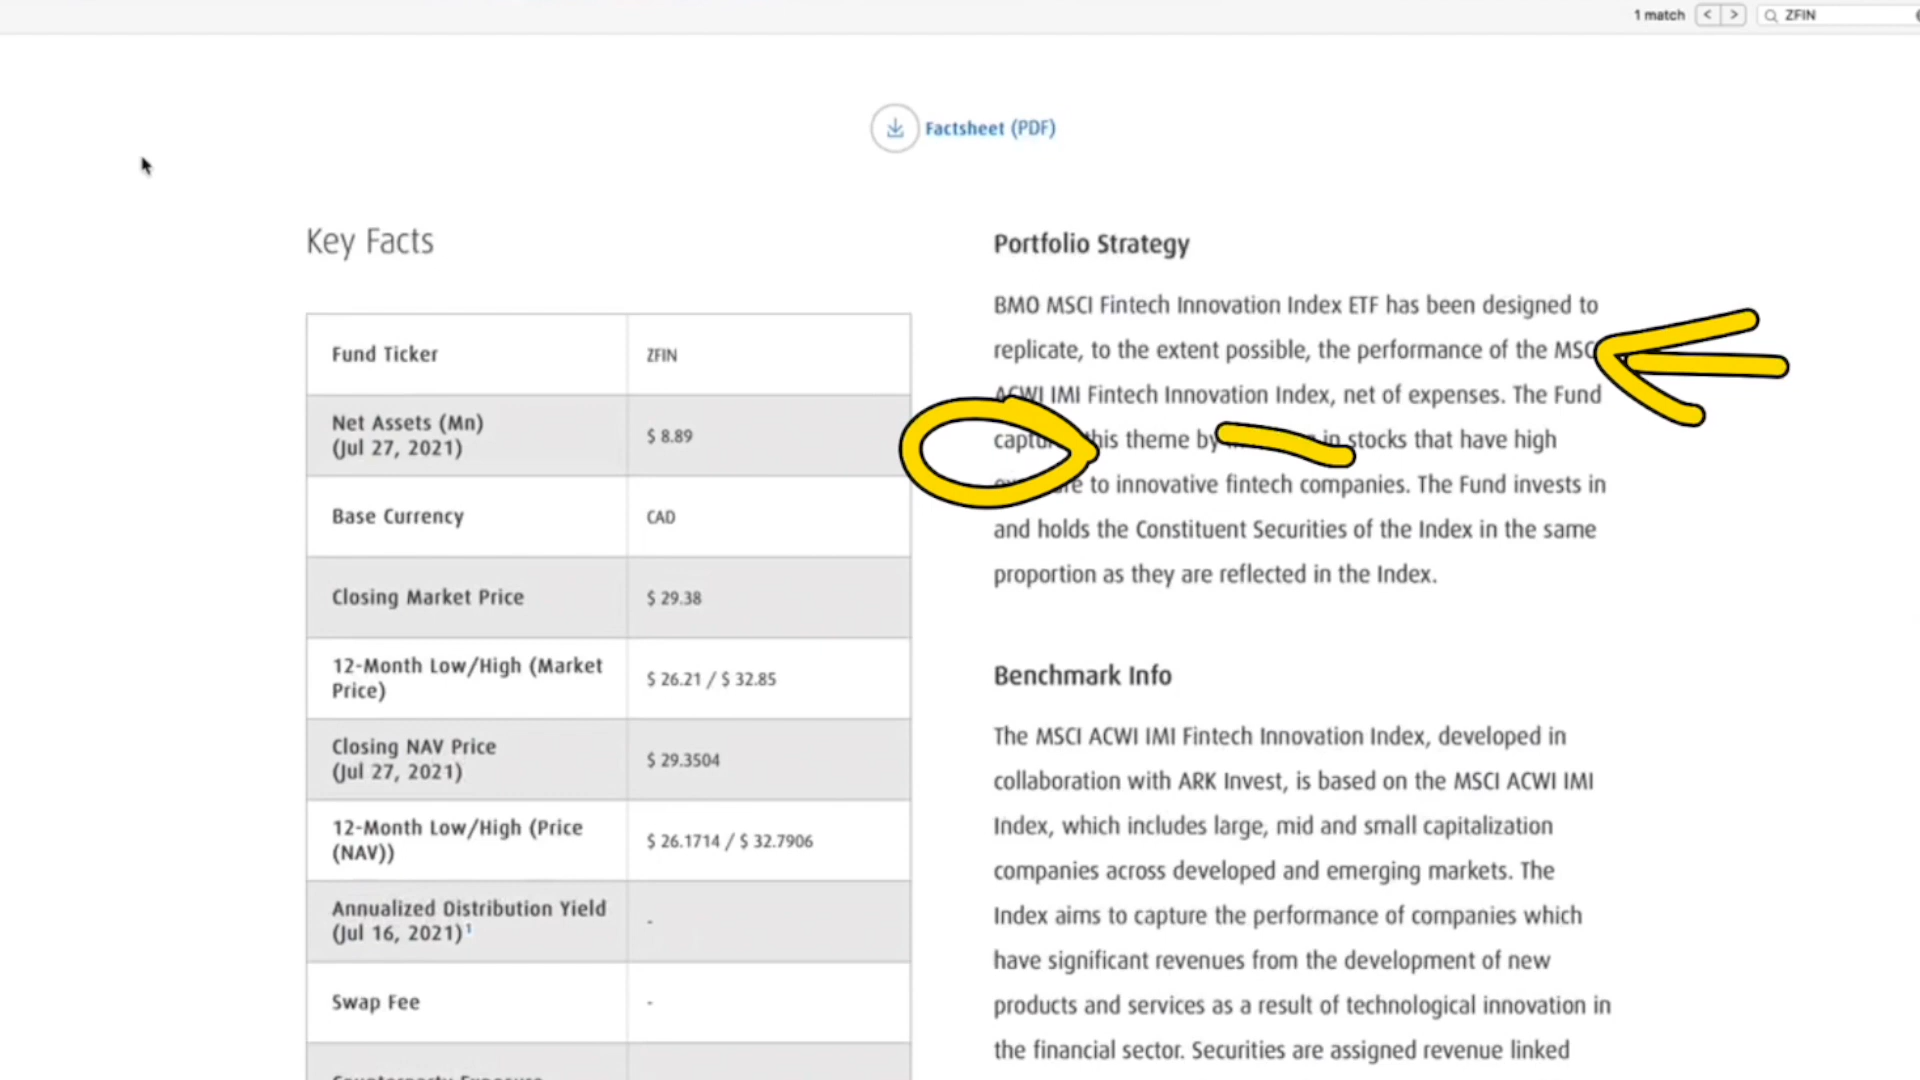 1 match < > ZFIN
Factsheet (PDF)
Key Facts
Fund Ticker ZFIN
Net Assets (Mn) $ 8.89
(Jul 27, 2021)
Base Currency CAD
Closing Market Price $ 29.38
12-Month Low/High (Market $ 26.21 / $ 32.85
Price)
Closing NAV Price $ 29.3504
(Jul 27, 2021)
12-Month Low/High (Price $ 26.1714 / $ 32.7906
(NAV))
Annualized Distribution Yield -
(Jul 16, 2021)1
Swap Fee -
Portfolio Strategy
BMO MSCI Fintech Innovation Index ETF has been designed to
replicate, to the extent possible, the performance of the MSC
ACWI IMI Fintech Innovation Index, net of expenses. The Fund
this theme by in stocks that have high
to innovative fintech companies. The Fund invests in
and holds the Constituent Securities of the Index in the same
proportion as they are reflected in the Index.
Benchmark Info
The MSCI ACWI IMI Fintech Innovation Index, developed in
collaboration with ARK Invest, is based on the MSCI ACWI IMI
Index, which includes large, mid and small capitalization
companies across developed and emerging markets. The
Index aims to capture the performance of companies which
have significant revenues from the development of new
products and services as a result of technological innovation in
the financial sector. Securities are assigned revenue linked